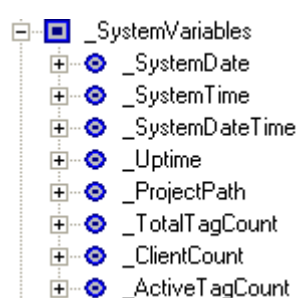 _SystemVariables
_SystemDate
_SystemTime
_SystemDateTime
_Uptime
_ProjectPath
_TotalTagCount
_ClientCount
_ActiveTagCount